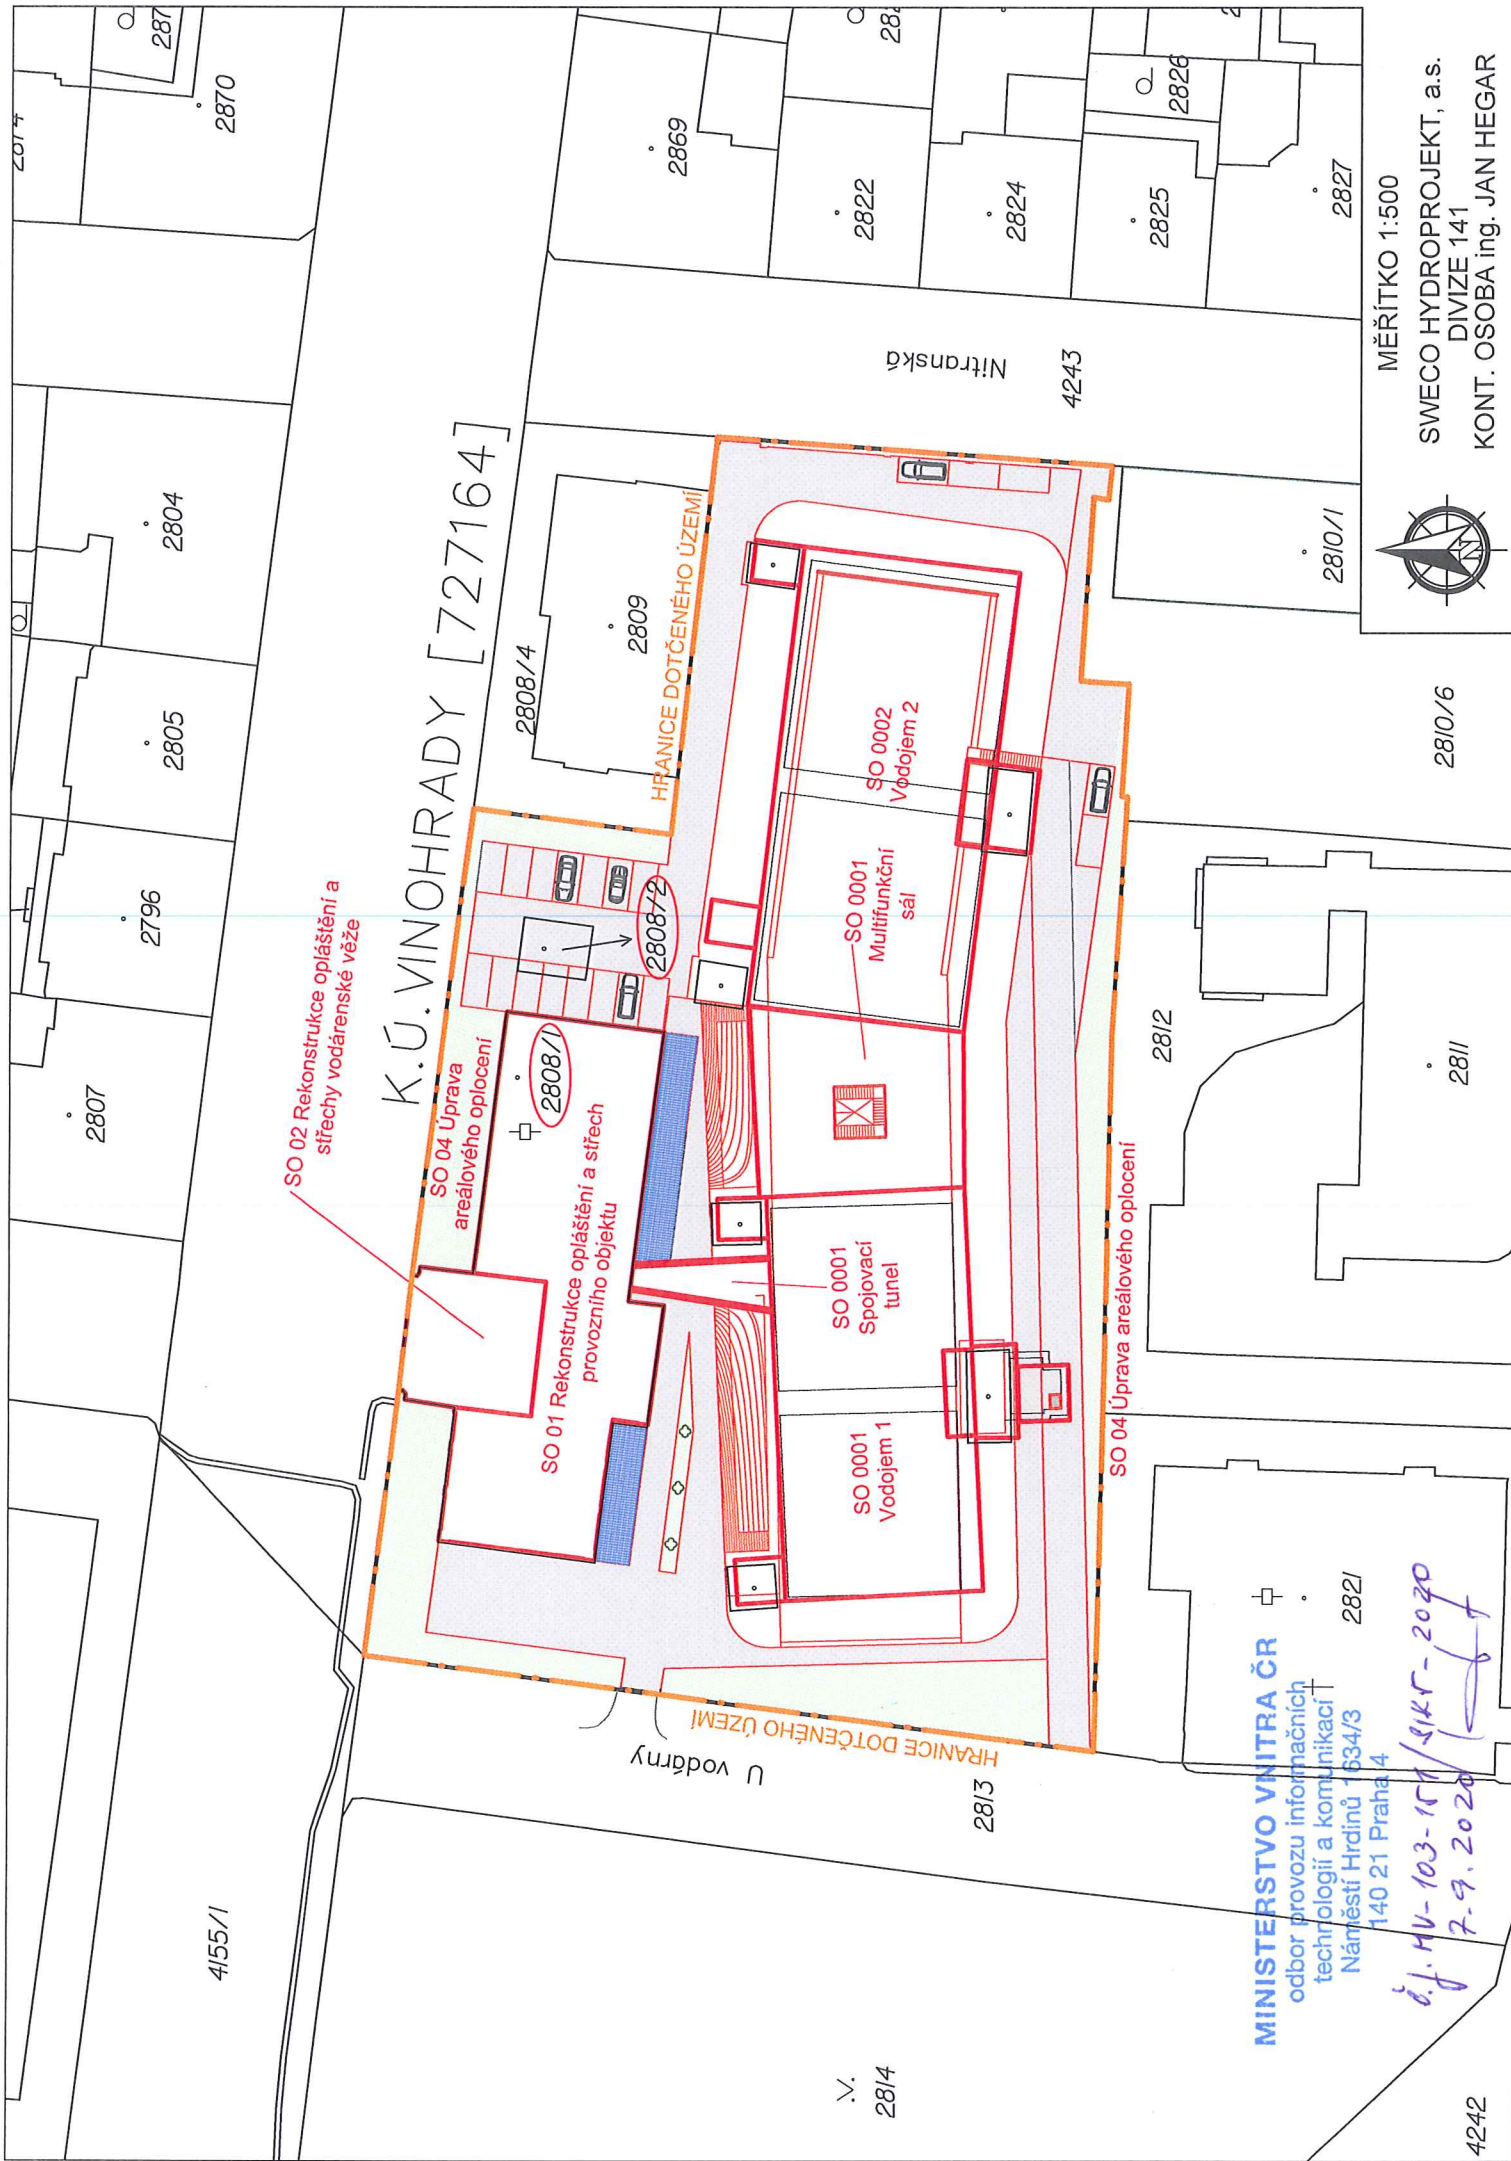 287
2870
2869
2822
2824
2825
2826
2827
2804
2805
2796
2807
K.Ú. VINOHRADY [727164]
2808/4
2809
HRANICE DOTČENÉHO ÚZEMÍ
Nitranská
4243
SO 02 Rekonstrukce opláštění a
střechy vodárenské věže
SO 04 Úprava
areálového oplocení
2808/1
2808/2
SO 01 Rekonstrukce opláštění a střech
provozního objektu
SO 0002
Vodojem 2
SO 0001
Multifunkční
sál
SO 0001
Spojovací
tunel
SO 0001
Vodojem 1
SO 04 Úprava areálového oplocení
HRANICE DOTČENÉHO ÚZEMÍ
U vodárny
2813
4155/1
2814
4242
2821
2811
2812
2810/6
2810/1
MINISTERSTVO VNITRA ČR
odbor provozu informačních
technologií a komunikací
Náměstí Hrdinů 1634/3
140 21 Praha 4
7.9.2020
N
MĚŘÍTKO 1:500
SWECO HYDROPROJEKT, a.s.
DIVIZE 141
KONT. OSOBA ing. JAN HEGAR